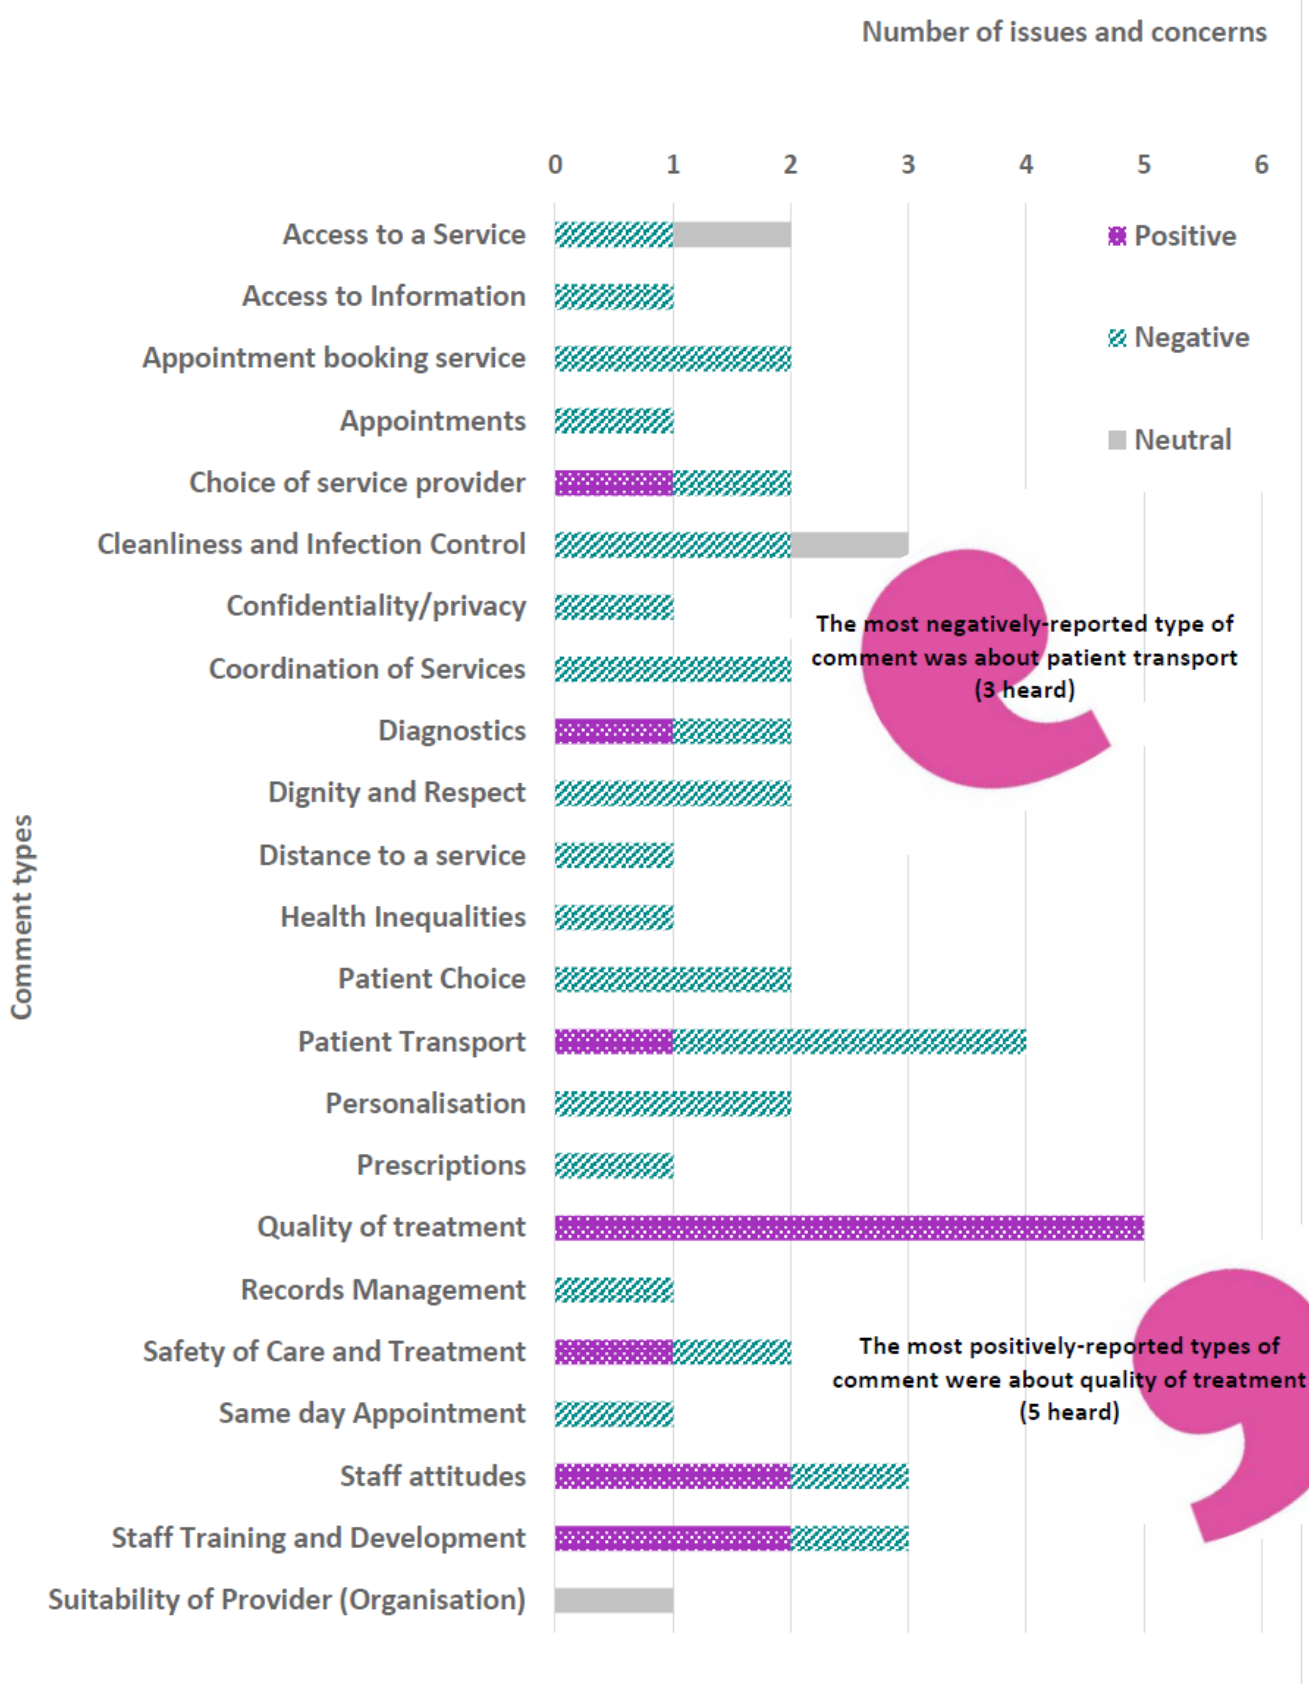 Number of issues and concerns
0 1 2 3 4 5 6
Access to a Service
Access to Information
Appointment booking service
Appointments
Choice of service provider
Cleanliness and Infection Control
Confidentiality/privacy
Coordination of Services
Diagnostics
Dignity and Respect
Distance to a service
Health Inequalities
Patient Choice
Patient Transport
Personalisation
Prescriptions
Quality of treatment
Records Management
Safety of Care and Treatment
Same day Appointment
Staff attitudes
Staff Training and Development
Suitability of Provider (Organisation)
Comment types
Positive
Negative
Neutral
The most negatively-reported type of
comment was about patient transport
(3 heard)
The most positively-reported types of
comment were about quality of treatment
(5 heard)